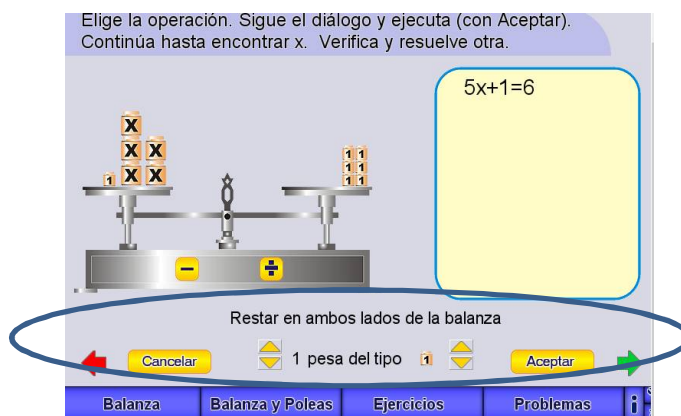 Elige la operación. Sigue el diálogo y ejecuta (con Aceptar).
Continúa hasta encontrar x. Verifica y resuelve otra.
5x+1=6
X
X X
1 X X
1 1
1 1
1 1
− ÷
Restar en ambos lados de la balanza
Cancelar 1 pesa del tipo 1 Aceptar
Balanza Balanza y Poleas Ejercicios Problemas i